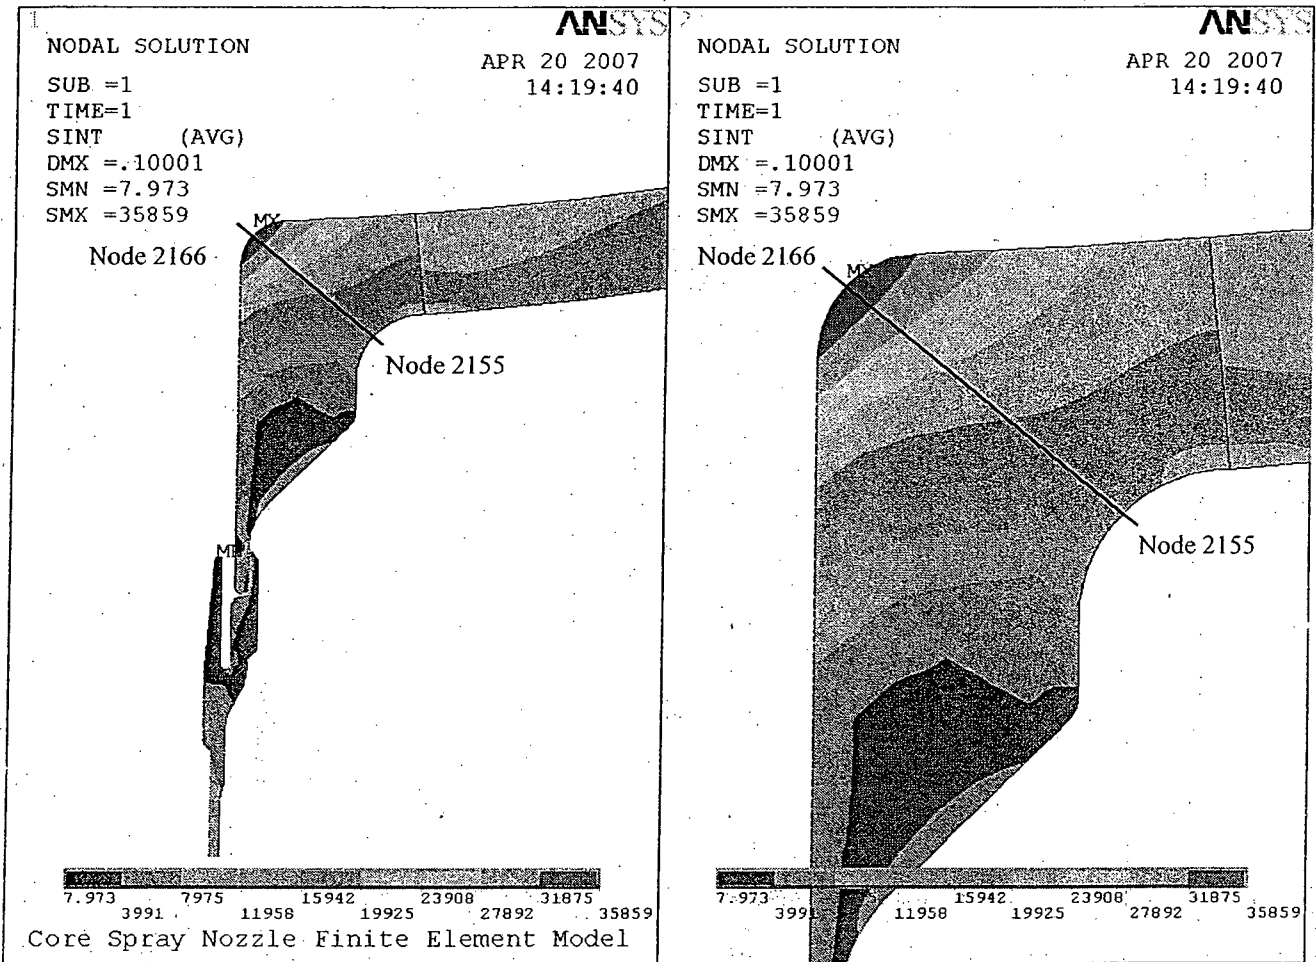 1
ANSYS
NODAL SOLUTION
APR 20 2007
14:19:40
SUB =1
TIME=1
SINT (AVG)
DMX =.10001
SMN =7.973
SMX =35859
MX
Node 2166
Node 2155
7.973 7975 15942 23908 31875
3991 11958 19925 27892 35859
Core Spray Nozzle Finite Element Model
ANSYS
NODAL SOLUTION
APR 20 2007
14:19:40
SUB =1
TIME=1
SINT (AVG)
DMX =.10001
SMN =7.973
SMX =35859
Node 2166
Node 2155
7.973 15942 23908 31875
3991 11958 19925 27892 35859